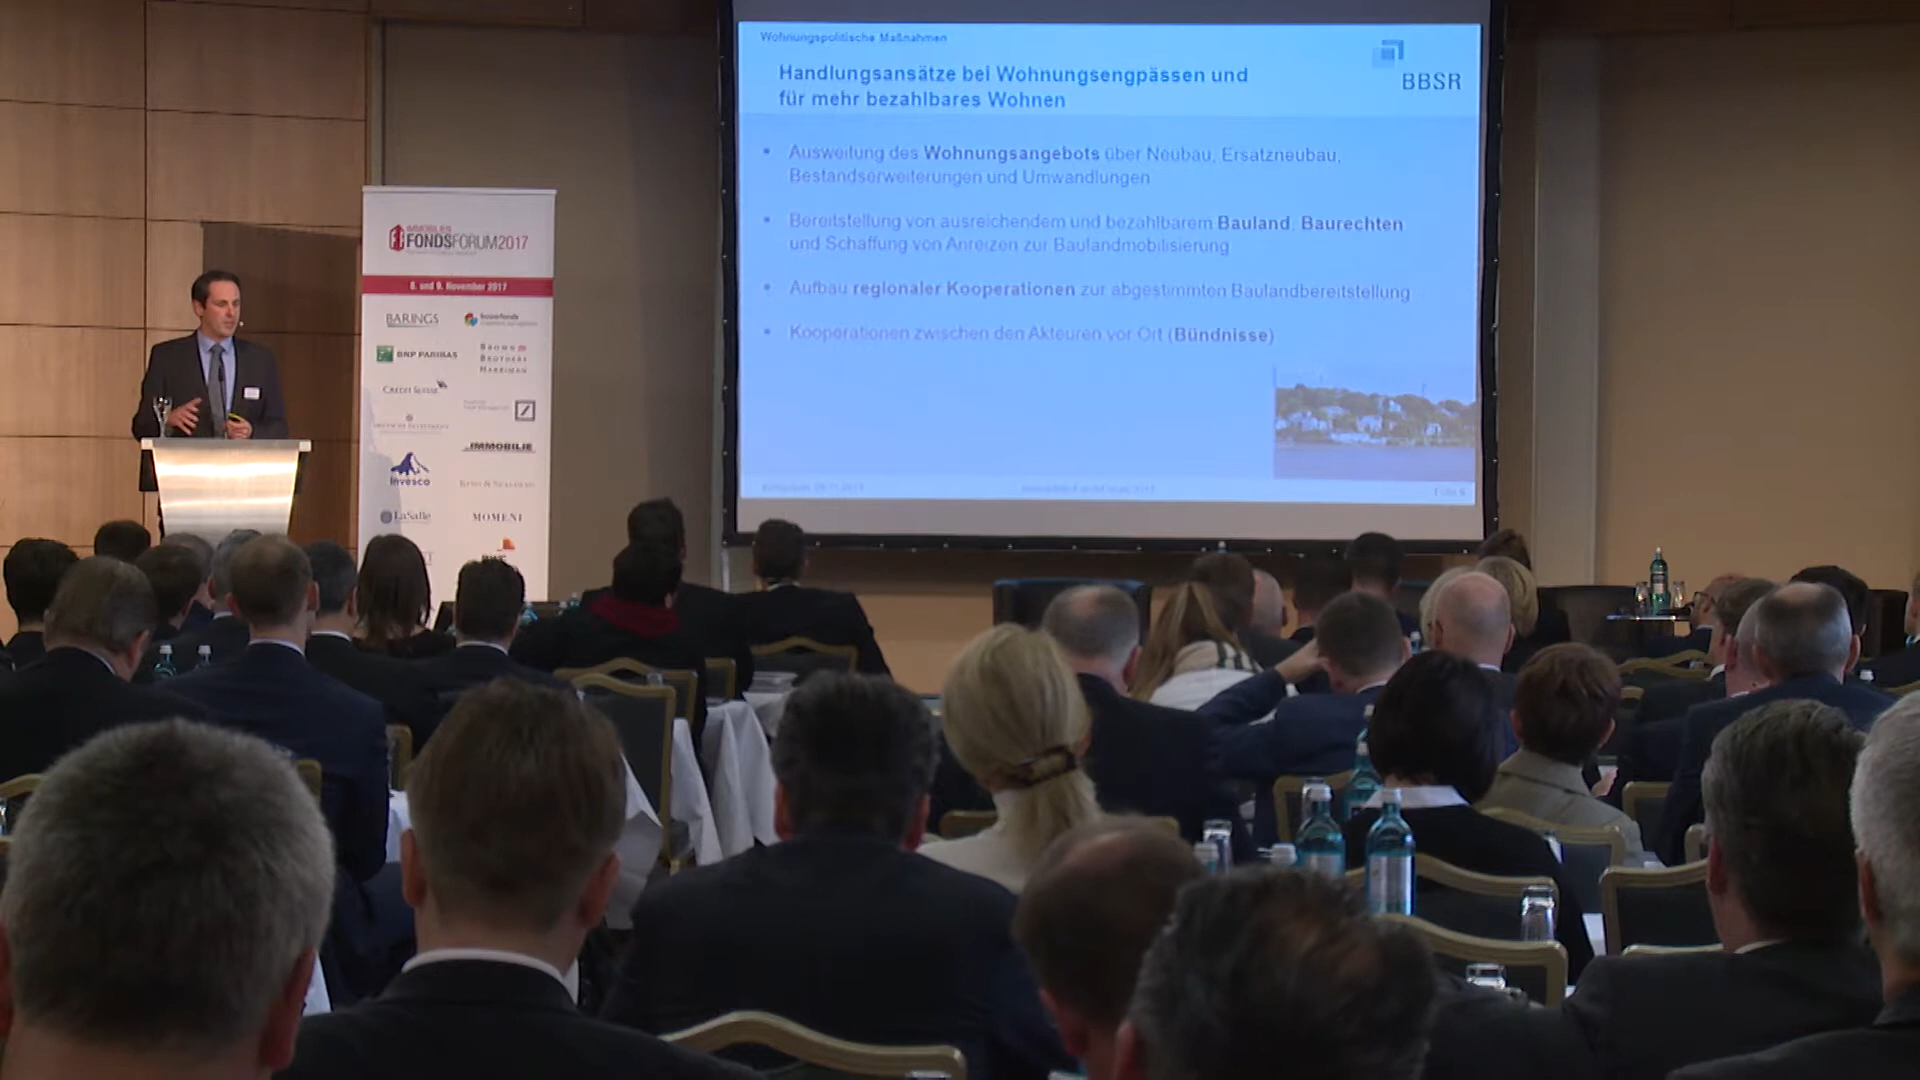 Wohnungspolitische Maßnahmen
BBSR
Handlungsansätze bei Wohnungsengpässen und
für mehr bezahlbares Wohnen
▪ Ausweitung des Wohnungsangebots über Neubau, Ersatzneubau,
Bestandserweiterungen und Umwandlungen
▪ Bereitstellung von ausreichendem und bezahlbarem Bauland, Baurechten
und Schaffung von Anreizen zur Baulandmobilisierung
▪ Aufbau regionaler Kooperationen zur abgestimmten Baulandbereitstellung
▪ Kooperationen zwischen den Akteuren vor Ort (Bündnisse)
IMMOBILIEN
FONDSFORUM2017
8. und 9. November 2017
BARINGS
BNP PARIBAS
BROWN
BROTHERS
HARRIMAN
CREDIT SUISSE
IMMOBILIE
Invesco
LaSalle
MOMENI